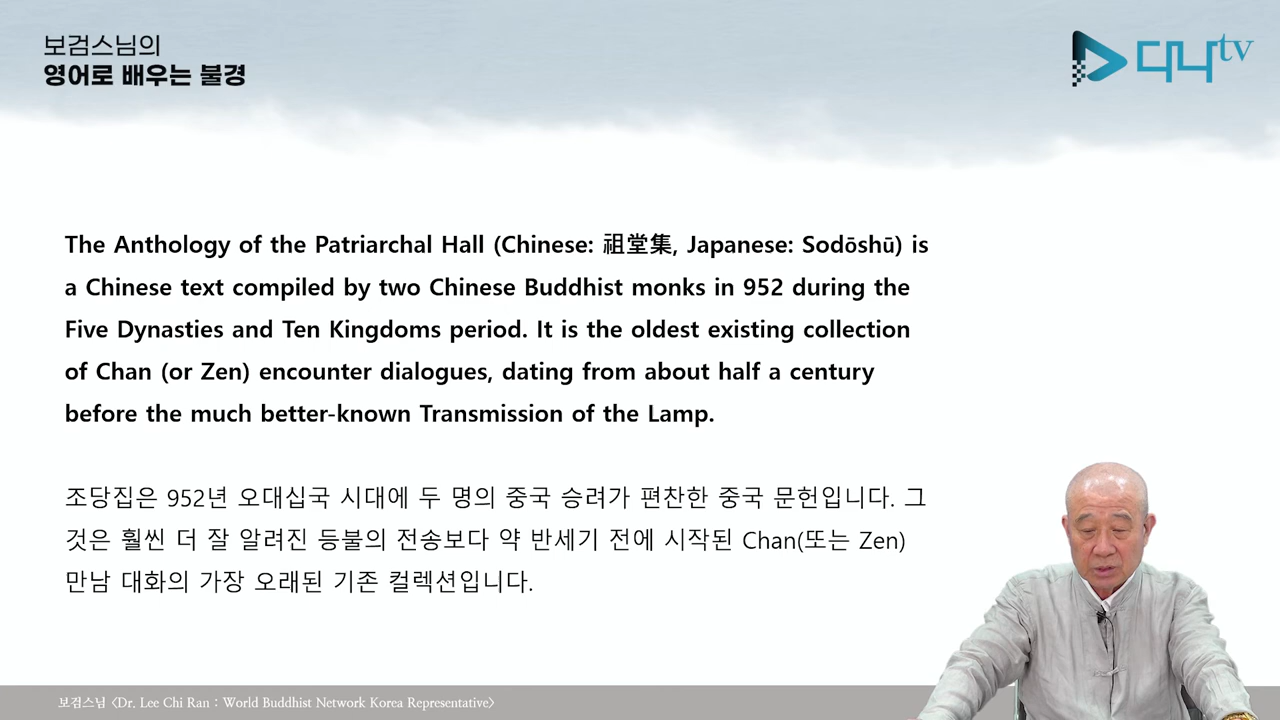 보검스님의
영어로 배우는 불경
다나tv
The Anthology of the Patriarchal Hall (Chinese: 祖堂集, Japanese: Sodōshū) is
a Chinese text compiled by two Chinese Buddhist monks in 952 during the
Five Dynasties and Ten Kingdoms period. It is the oldest existing collection
of Chan (or Zen) encounter dialogues, dating from about half a century
before the much better-known Transmission of the Lamp.
조당집은 952년 오대십국 시대에 두 명의 중국 승려가 편찬한 중국 문헌입니다. 그
것은 훨씬 더 잘 알려진 등불의 전송보다 약 반세기 전에 시작된 Chan(또는 Zen)
만남 대화의 가장 오래된 기존 컬렉션입니다.
보검스님 <Dr. Lee Chi Ran : World Buddhist Network Korea Representative>